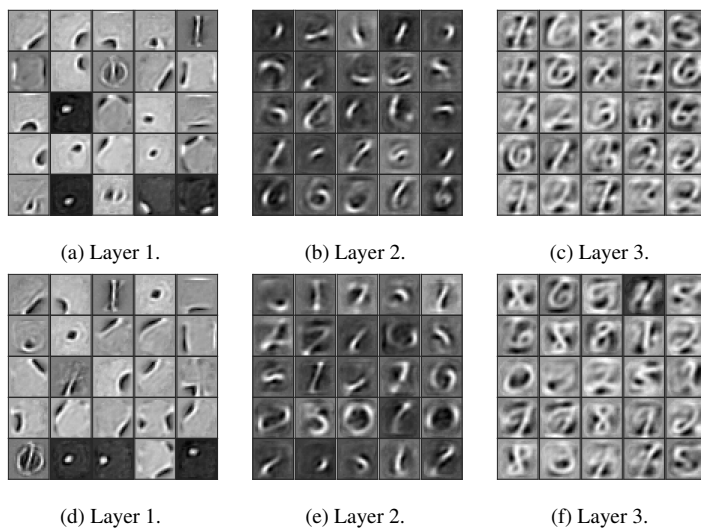 (a) Layer 1.
(b) Layer 2.
(c) Layer 3.
(d) Layer 1.
(e) Layer 2.
(f) Layer 3.